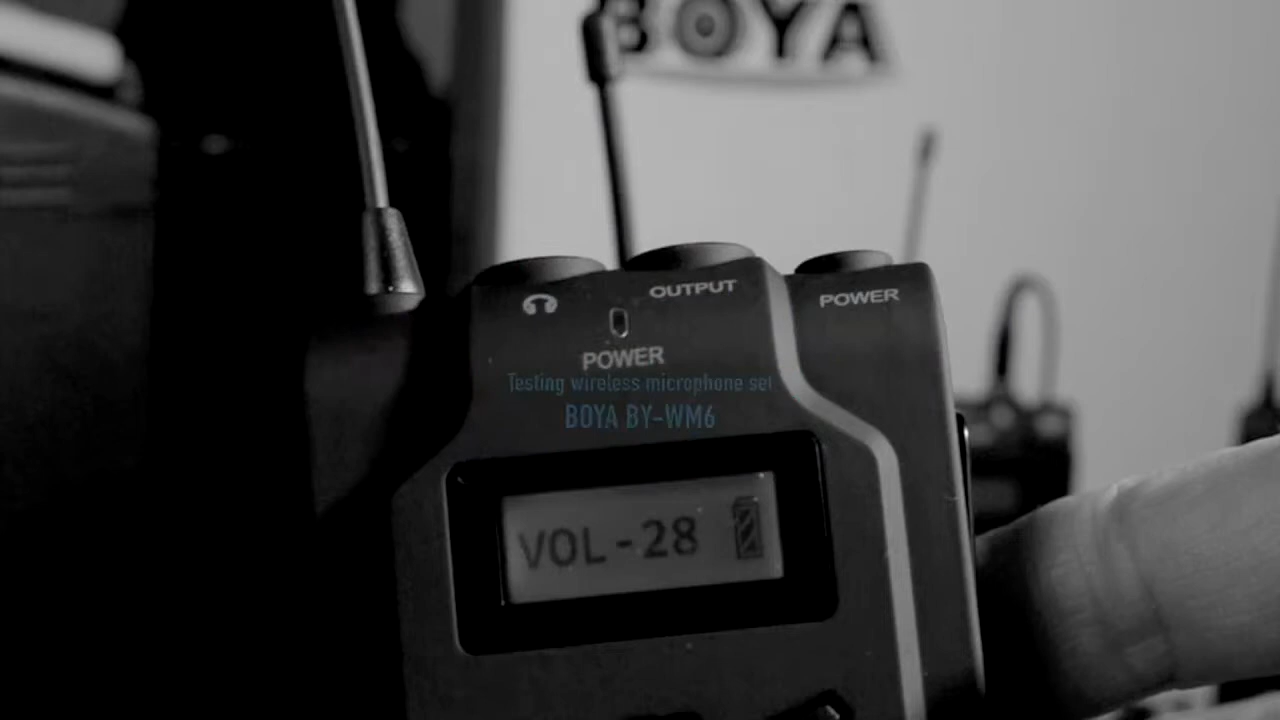 BOYA
OUTPUT
POWER
POWER
Testing wireless microphone set
BOYA BY-WM6
VOL-28